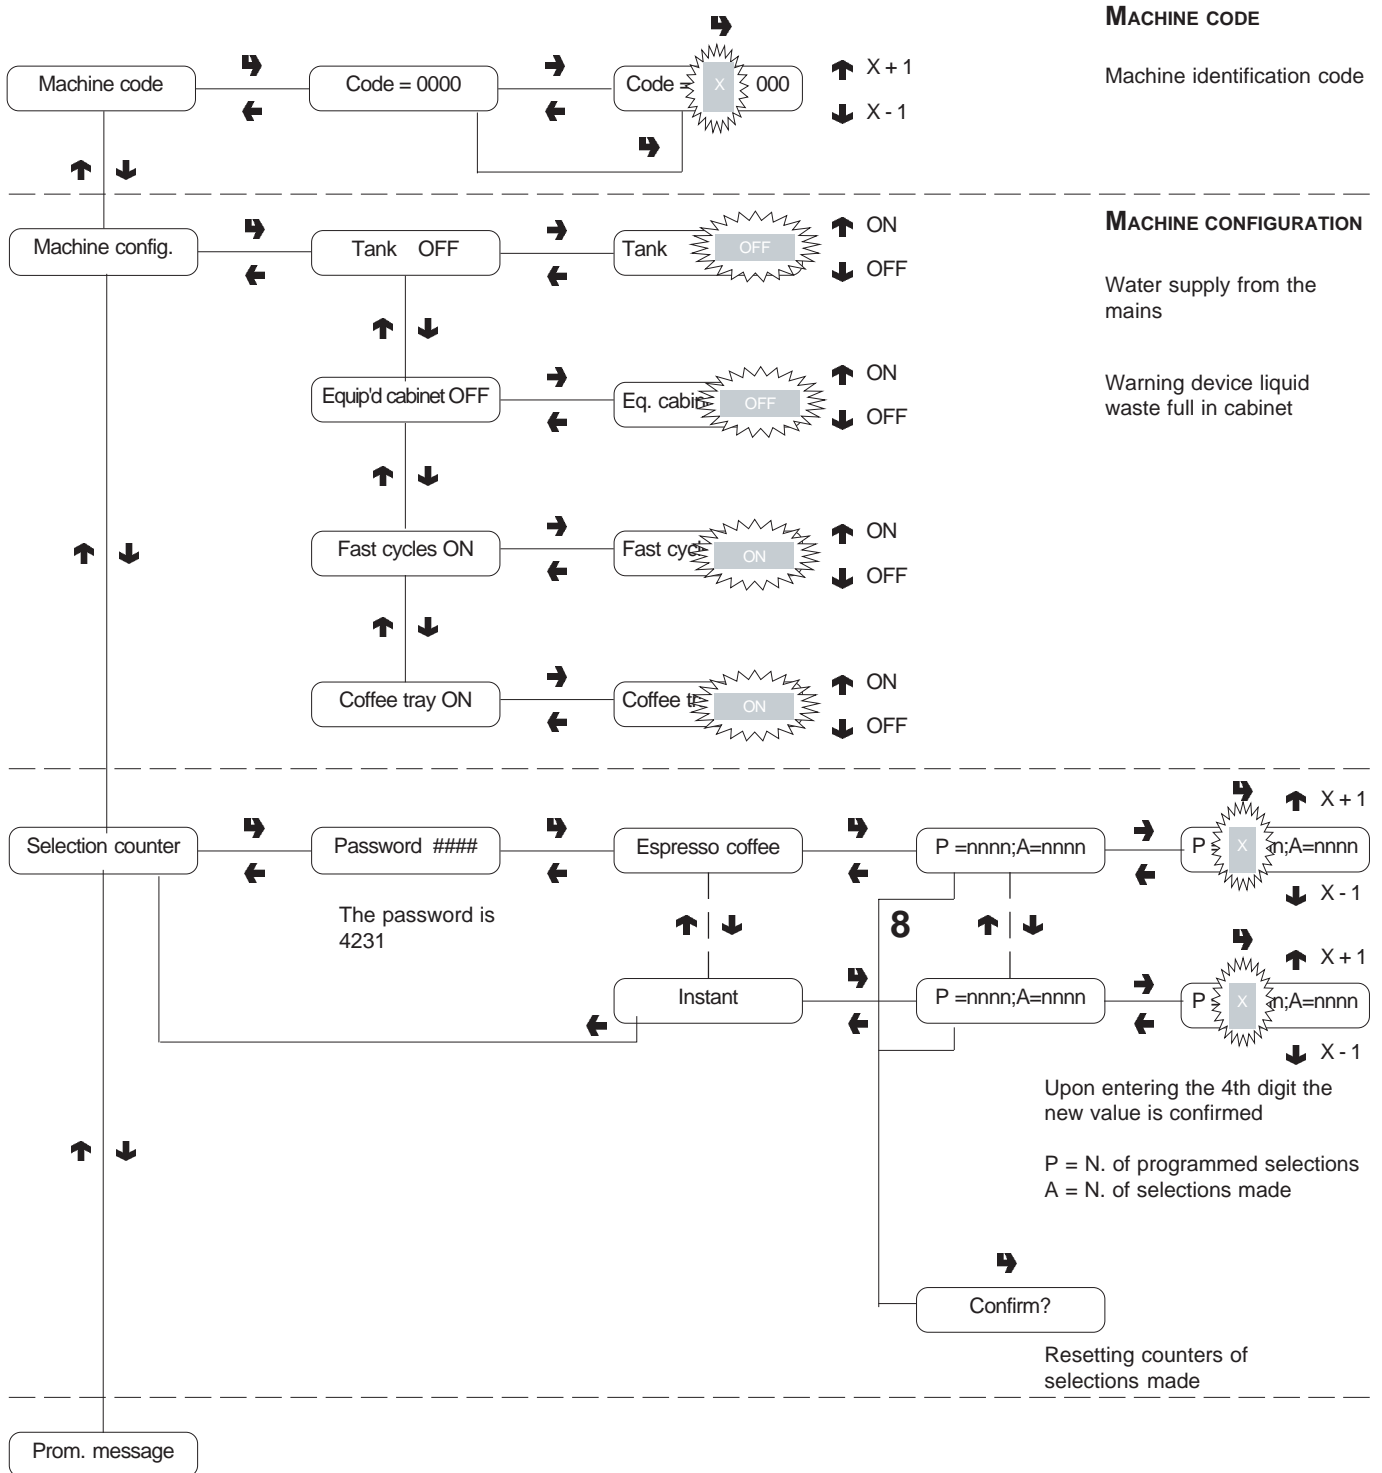 MACHINE CODE
Machine code
Code = 0000
Code = X 000
X + 1
X - 1
Machine identification code
MACHINE CONFIGURATION
Machine config.
Tank OFF
Tank OFF
ON
OFF
Water supply from the
mains
Equip'd cabinet OFF
Eq. cabin OFF
ON
OFF
Warning device liquid
waste full in cabinet
Fast cycles ON
Fast cyc ON
ON
OFF
Coffee tray ON
Coffee tr ON
ON
OFF
Selection counter
Password ####
Espresso coffee
P =nnnn;A=nnnn
P = X n;A=nnnn
X + 1
X - 1
The password is
4231
8
Instant
P =nnnn;A=nnnn
P = X n;A=nnnn
X + 1
X - 1
Upon entering the 4th digit the
new value is confirmed
P = N. of programmed selections
A = N. of selections made
Confirm?
Resetting counters of
selections made
Prom. message